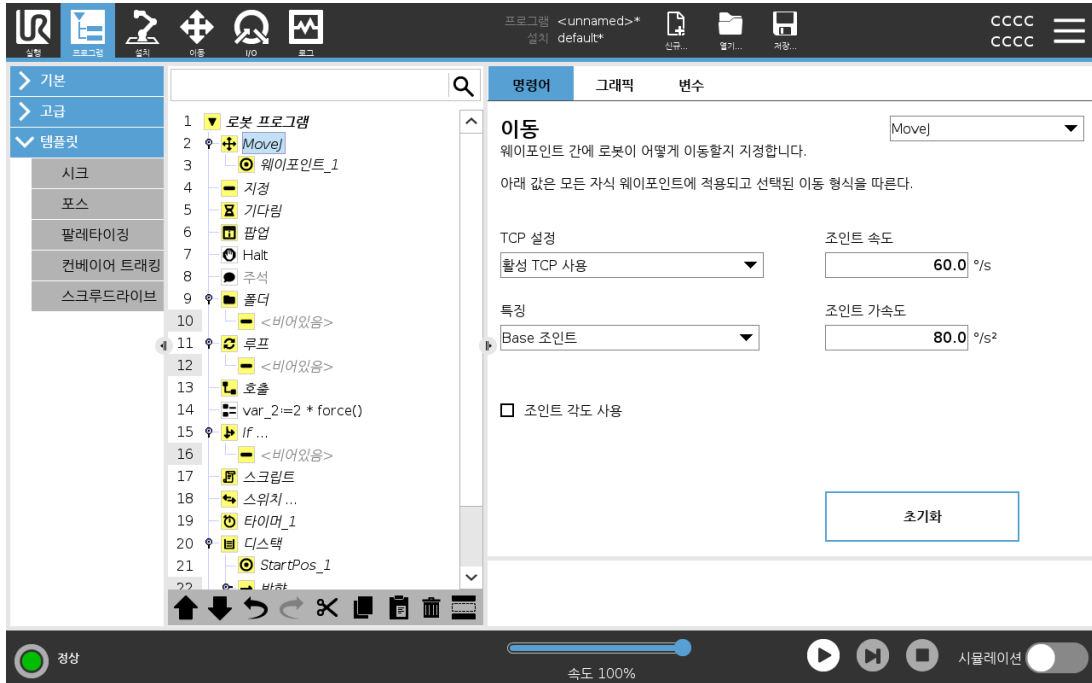 UR
실행
프로그램
설치
이동
I/O
로그
프로그램 <unnamed>*
설치 default*
신규...
열기...
저장...
CCCC
CCCC
기본
고급
템플릿
시크
포스
팔레타이징
컨베이어 트래킹
스크루드라이브
1 로봇 프로그램
2 MoveJ
3 웨이포인트_1
4 지정
5 기다림
6 팝업
7 Halt
8 주석
9 폴더
10 <비어있음>
11 루프
12 <비어있음>
13 호출
14 var_2:=2 * force()
15 If ...
16 <비어있음>
17 스크립트
18 스위치 ...
19 타이머_1
20 디스택
21 StartPos_1
22 방향
명령어
그래픽
변수
이동
MoveJ
웨이포인트 간에 로봇이 어떻게 이동할지 지정합니다.
아래 값은 모든 자식 웨이포인트에 적용되고 선택된 이동 형식을 따른다.
TCP 설정
조인트 속도
활성 TCP 사용
60.0 °/s
특징
조인트 가속도
Base 조인트
80.0 °/s²
조인트 각도 사용
초기화
정상
속도 100%
시뮬레이션